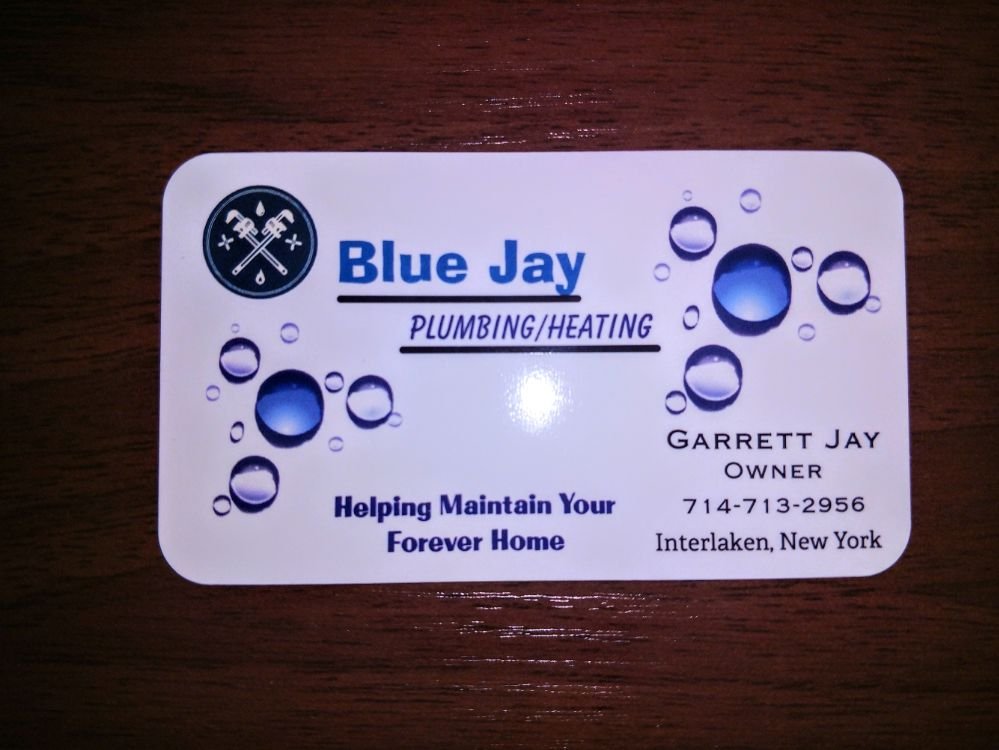 Blue Jay
PLUMBING/HEATING
Helping Maintain Your
Forever Home
GARRETT JAY
OWNER
714-713-2956
Interlaken, New York